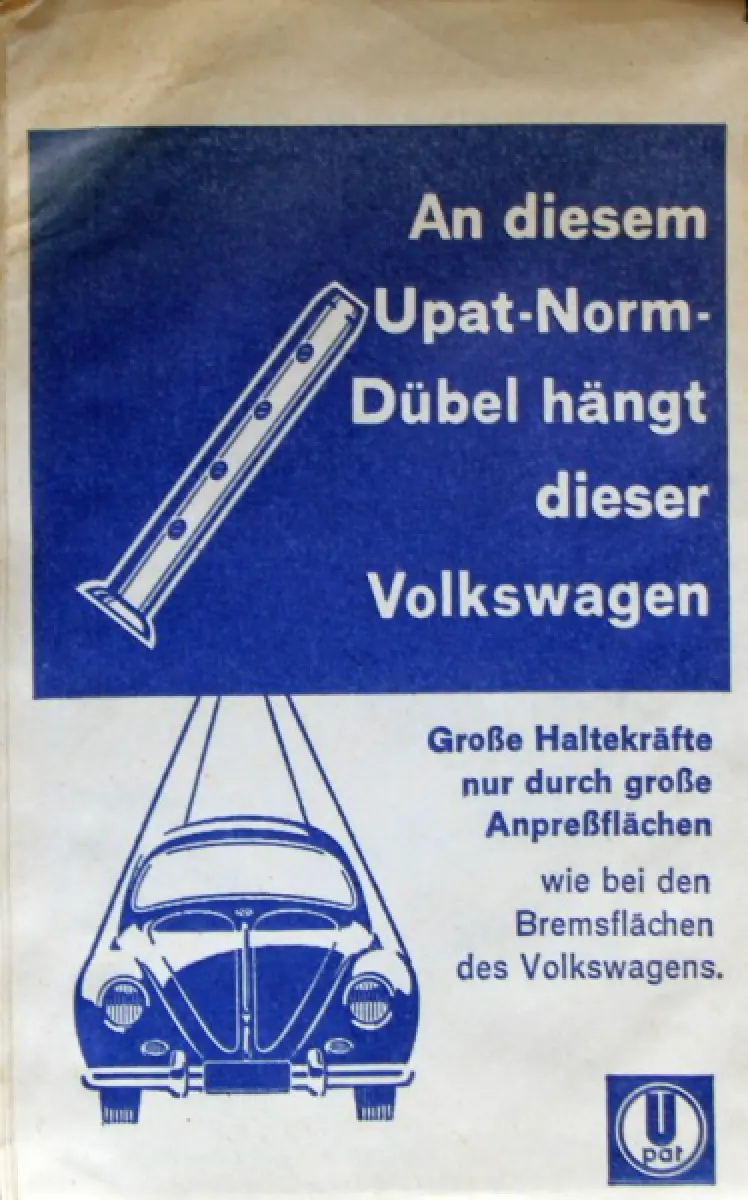 An diesem
Upat-Norm-
Dübel hängt
dieser
Volkswagen
Große Haltekräfte
nur durch große
Anpreßflächen
wie bei den
Bremsflächen
des Volkswagens.
U
pat